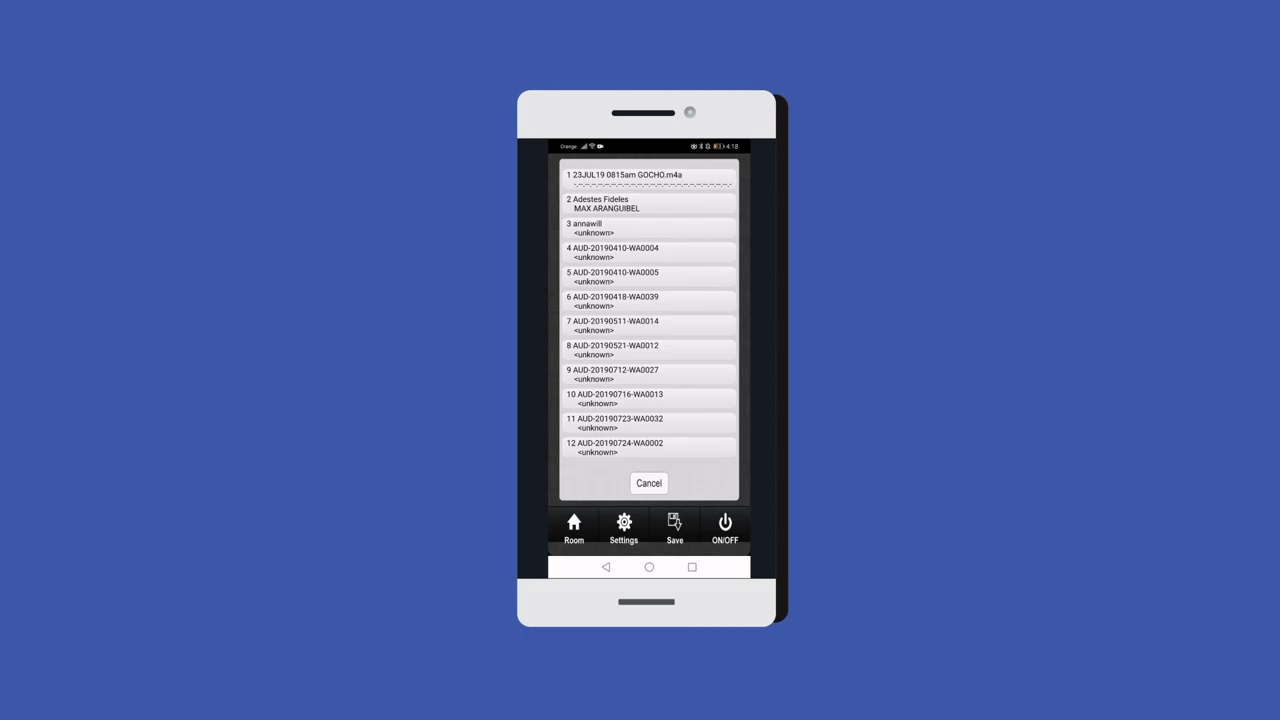 Orange 4:18
1 23JUL19 0815am GOCHO.m4a
2 Adestes Fideles
MAX ARANGUIBEL
3 annawill
<unknown>
4 AUD-20190410-WA0004
<unknown>
5 AUD-20190410-WA0005
<unknown>
6 AUD-20190418-WA0039
<unknown>
7 AUD-20190511-WA0014
<unknown>
8 AUD-20190521-WA0012
<unknown>
9 AUD-20190712-WA0027
<unknown>
10 AUD-20190716-WA0013
<unknown>
11 AUD-20190723-WA0032
<unknown>
12 AUD-20190724-WA0002
<unknown>
Cancel
Room Settings Save ON/OFF